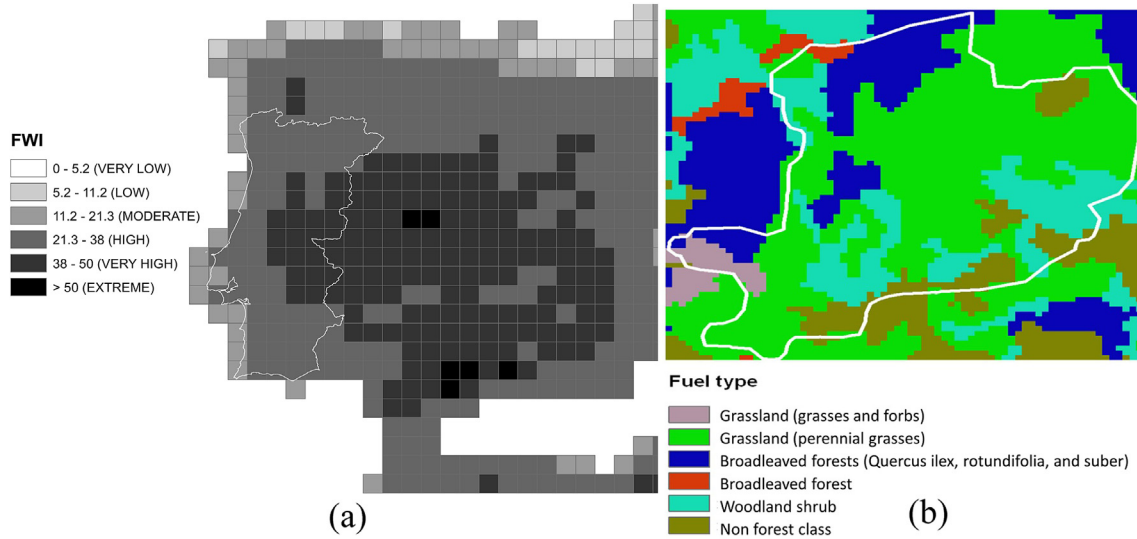 FWI
0 - 5.2 (VERY LOW)
5.2 - 11.2 (LOW)
11.2 - 21.3 (MODERATE)
21.3 - 38 (HIGH)
38 - 50 (VERY HIGH)
> 50 (EXTREME)
(a)
Fuel type
Grassland (grasses and forbs)
Grassland (perennial grasses)
Broadleaved forests (Quercus ilex, rotundifolia, and suber)
Broadleaved forest
Woodland shrub
Non forest class
(b)